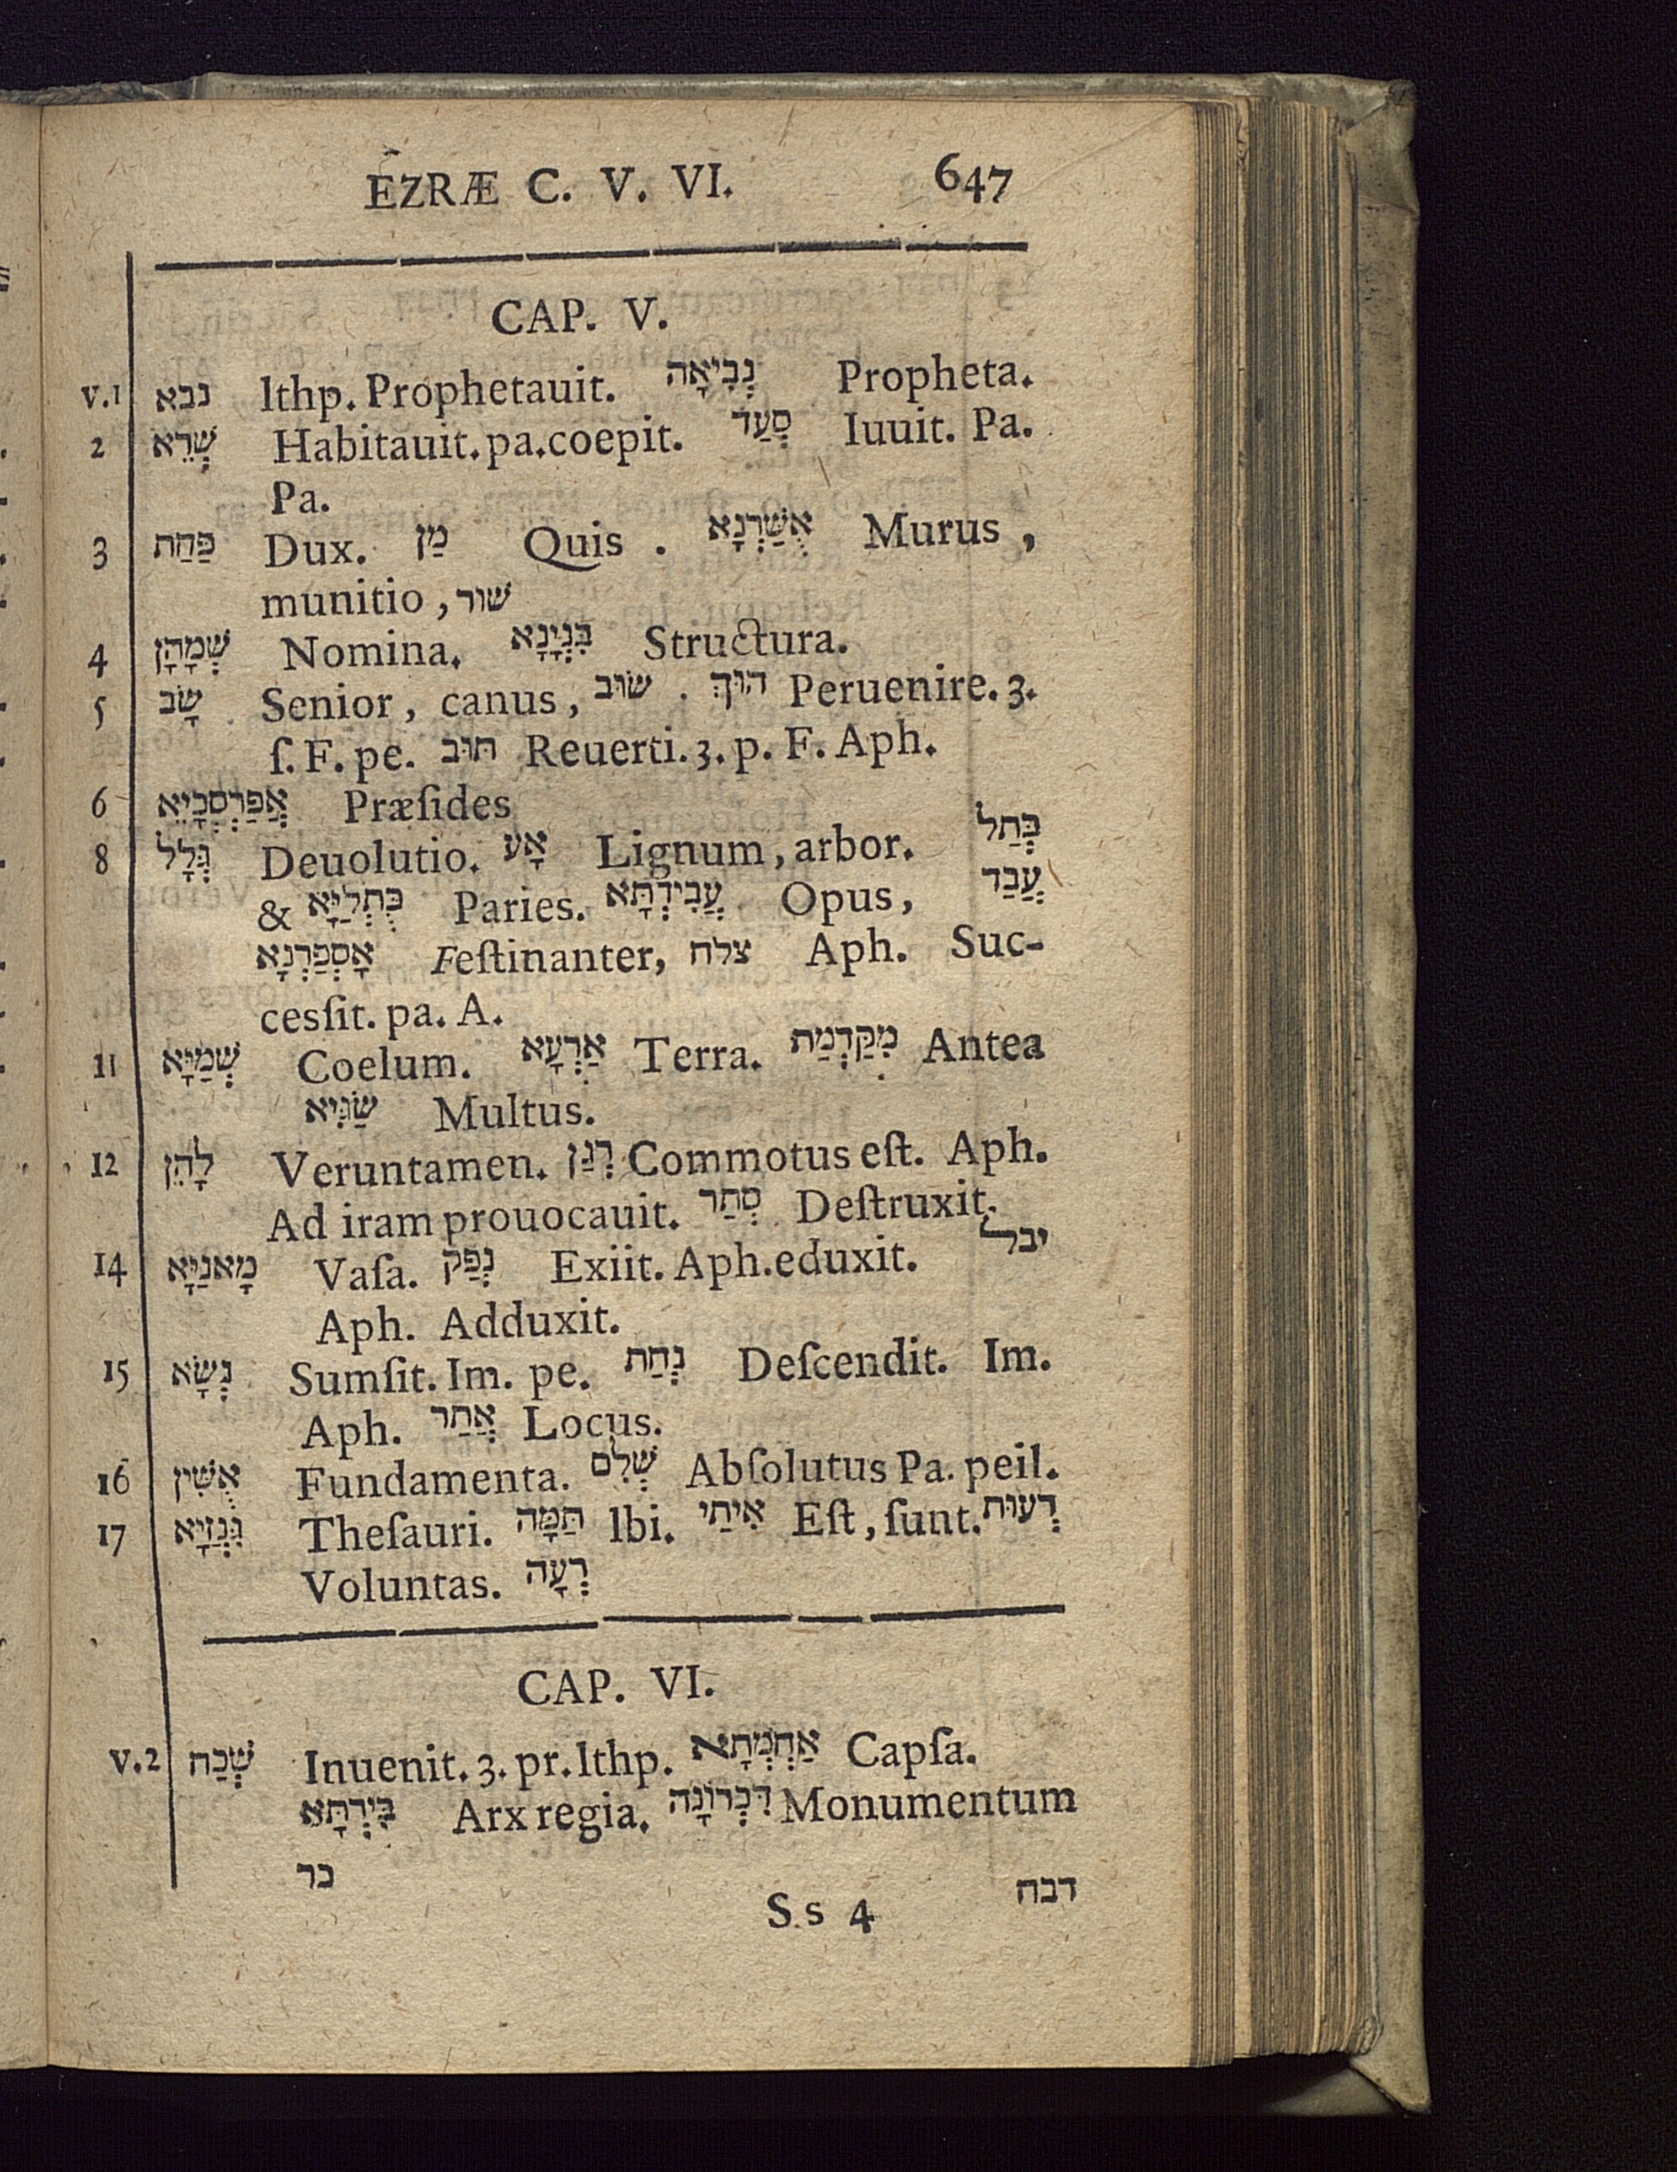 EZRÆ C. V. VI. 647
CAP. V.
V.1 נבא Ithp. Prophetauit. נְבִיאָה Propheta.
2 שְׁרֵא Habitauit. pa. coepit. סְעַד Iuuit. Pa.
Pa.
3 פַּחַת Dux. מַן Quis . אֻשַּׁרְנָא Murus ,
munitio, שור
4 שְׁמָהָן Nomina. בִּנְיָנָא Structura.
5 שָׂב Senior, canus, שׂוּב . הוּךְ Peruenire. 3.
ſ. F. pe. תּוּב Reuerti. 3. p. F. Aph.
6 אֲפַּרְסְכָיֵא Præſides
8 גְּלָל Deuolutio. אָע Lignum, arbor. כְּתַל
& כֻּתְלַיָּא Paries. עֲבִידְתָּא Opus, עֲבַד
אָסְפַּרְנָא Feſtinanter, צלח Aph. Suc-
cesſit. pa. A.
11 שְׁמַיָּא Coelum. אַרְעָא Terra. מִקַּדְמַת Antea
שַׂגִּיא Multus.
12 לָהֵן Veruntamen. רְגַן Commotus eſt. Aph.
Ad iram prouocauit. סְתַר Deſtruxit.
14 מָאנַיָּא Vaſa. נְפַק Exiit. Aph. eduxit. יבל
Aph. Adduxit.
15 נְשָׂא Sumſit. Im. pe. נְחַת Deſcendit. Im.
Aph. אֲתַר Locus.
16 אֻשִּׁין Fundamenta. שְׁלִם Abſolutus Pa. peil.
17 גִּנְזַיָּא Theſauri. תַּמָּה Ibi. אִיתַי Eſt, ſunt. רְעוּת
Voluntas. רְעָה
CAP. VI.
V.2 שְׁכַח Inuenit. 3. pr. Ithp. אַחְמְתָא Capſa.
בִּירְתָּא Arx regia. דִּכְרוֹנָה Monumentum
כר
S s 4 דבח